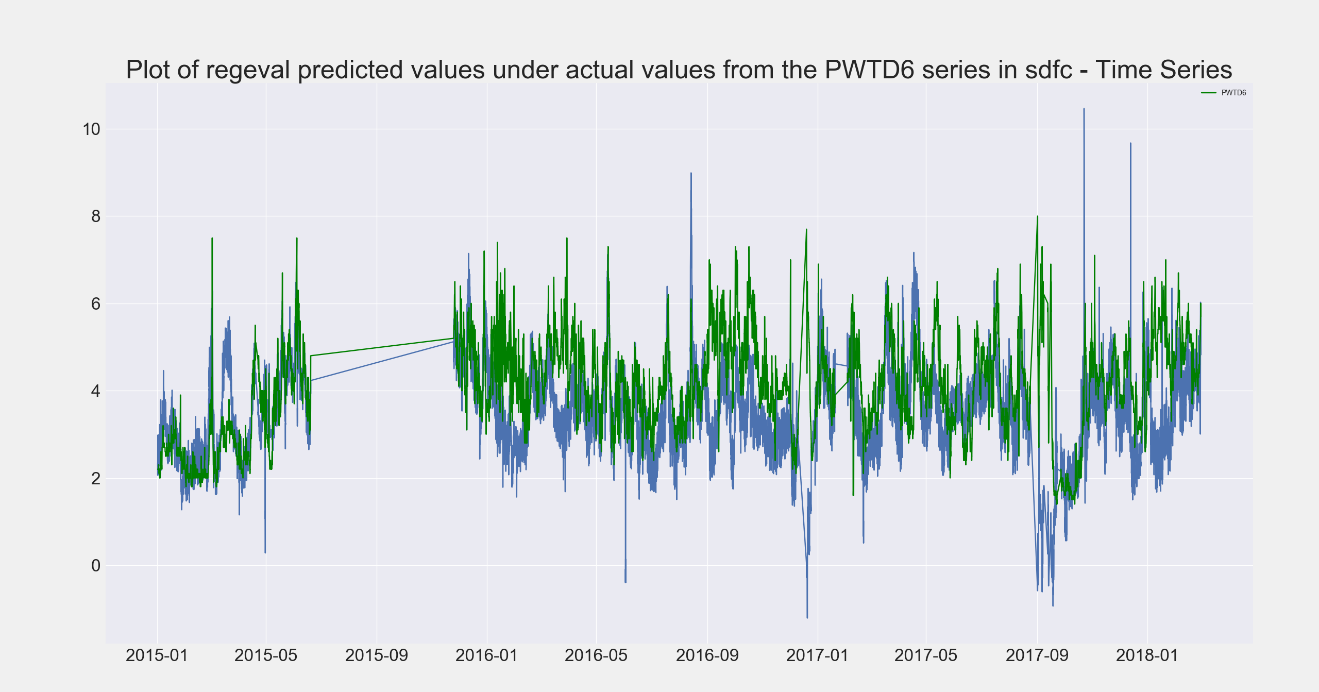 Plot of regeval predicted values under actual values from the PWTD6 series in sdfc - Time Series
PWTD6
10
8
6
4
2
0
2015-01 2015-05 2015-09 2016-01 2016-05 2016-09 2017-01 2017-05 2017-09 2018-01